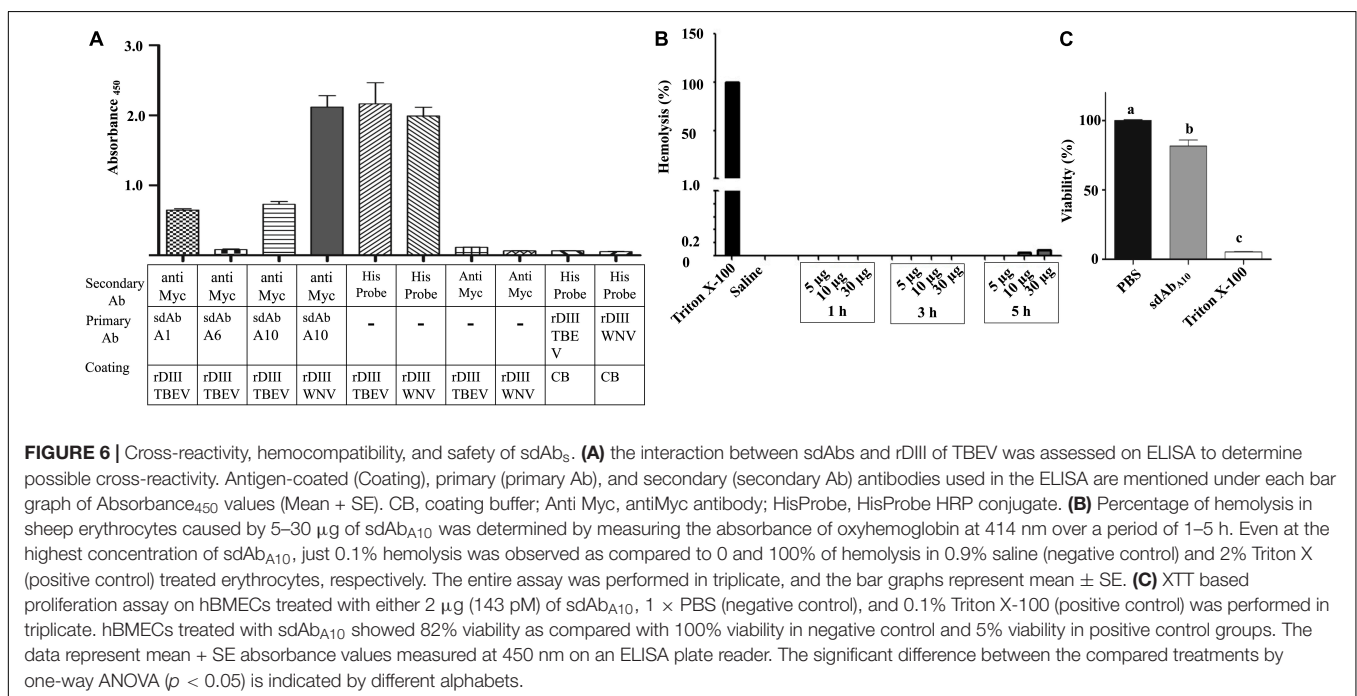 A
B
C
3.0
2.0
1.0
Absorbance 450
Secondary Ab
anti Myc
anti Myc
anti Myc
anti Myc
His Probe
His Probe
Anti Myc
Anti Myc
His Probe
His Probe
Primary Ab
sdAb A1
sdAb A6
sdAb A10
sdAb A10
-
-
-
-
rDIII TBE V
rDIII WNV
Coating
rDIII TBEV
rDIII TBEV
rDIII TBEV
rDIII WNV
rDIII TBEV
rDIII WNV
rDIII TBEV
rDIII WNV
CB
CB
150
100
50
1.0
0.2
0
Hemolysis (%)
Triton X-100
Saline
5 µg
10 µg
30 µg
1 h
5 µg
10 µg
30 µg
3 h
5 µg
10 µg
30 µg
5 h
100
50
0
Viability (%)
a
b
c
PBS
sdAbA10
Triton X-100
FIGURE 6 | Cross-reactivity, hemocompatibility, and safety of sdAbs. (A) the interaction between sdAbs and rDIII of TBEV was assessed on ELISA to determine
possible cross-reactivity. Antigen-coated (Coating), primary (primary Ab), and secondary (secondary Ab) antibodies used in the ELISA are mentioned under each bar
graph of Absorbance450 values (Mean + SE). CB, coating buffer; Anti Myc, antiMyc antibody; HisProbe, HisProbe HRP conjugate. (B) Percentage of hemolysis in
sheep erythrocytes caused by 5–30 µg of sdAbA10 was determined by measuring the absorbance of oxyhemoglobin at 414 nm over a period of 1–5 h. Even at the
highest concentration of sdAbA10, just 0.1% hemolysis was observed as compared to 0 and 100% of hemolysis in 0.9% saline (negative control) and 2% Triton X
(positive control) treated erythrocytes, respectively. The entire assay was performed in triplicate, and the bar graphs represent mean ± SE. (C) XTT based
proliferation assay on hBMECs treated with either 2 µg (143 pM) of sdAbA10, 1 × PBS (negative control), and 0.1% Triton X-100 (positive control) was performed in
triplicate. hBMECs treated with sdAbA10 showed 82% viability as compared with 100% viability in negative control and 5% viability in positive control groups. The
data represent mean + SE absorbance values measured at 450 nm on an ELISA plate reader. The significant difference between the compared treatments by
one-way ANOVA (p < 0.05) is indicated by different alphabets.